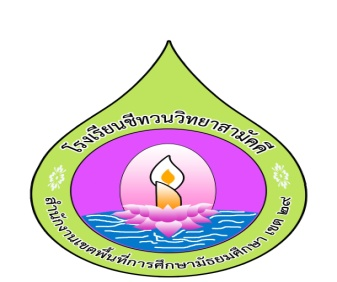 โรงเรียนชีทวนวิทยาสามัคคี
สำนักงานเขตพื้นที่การศึกษามัธยมศึกษา เขต ๒๙